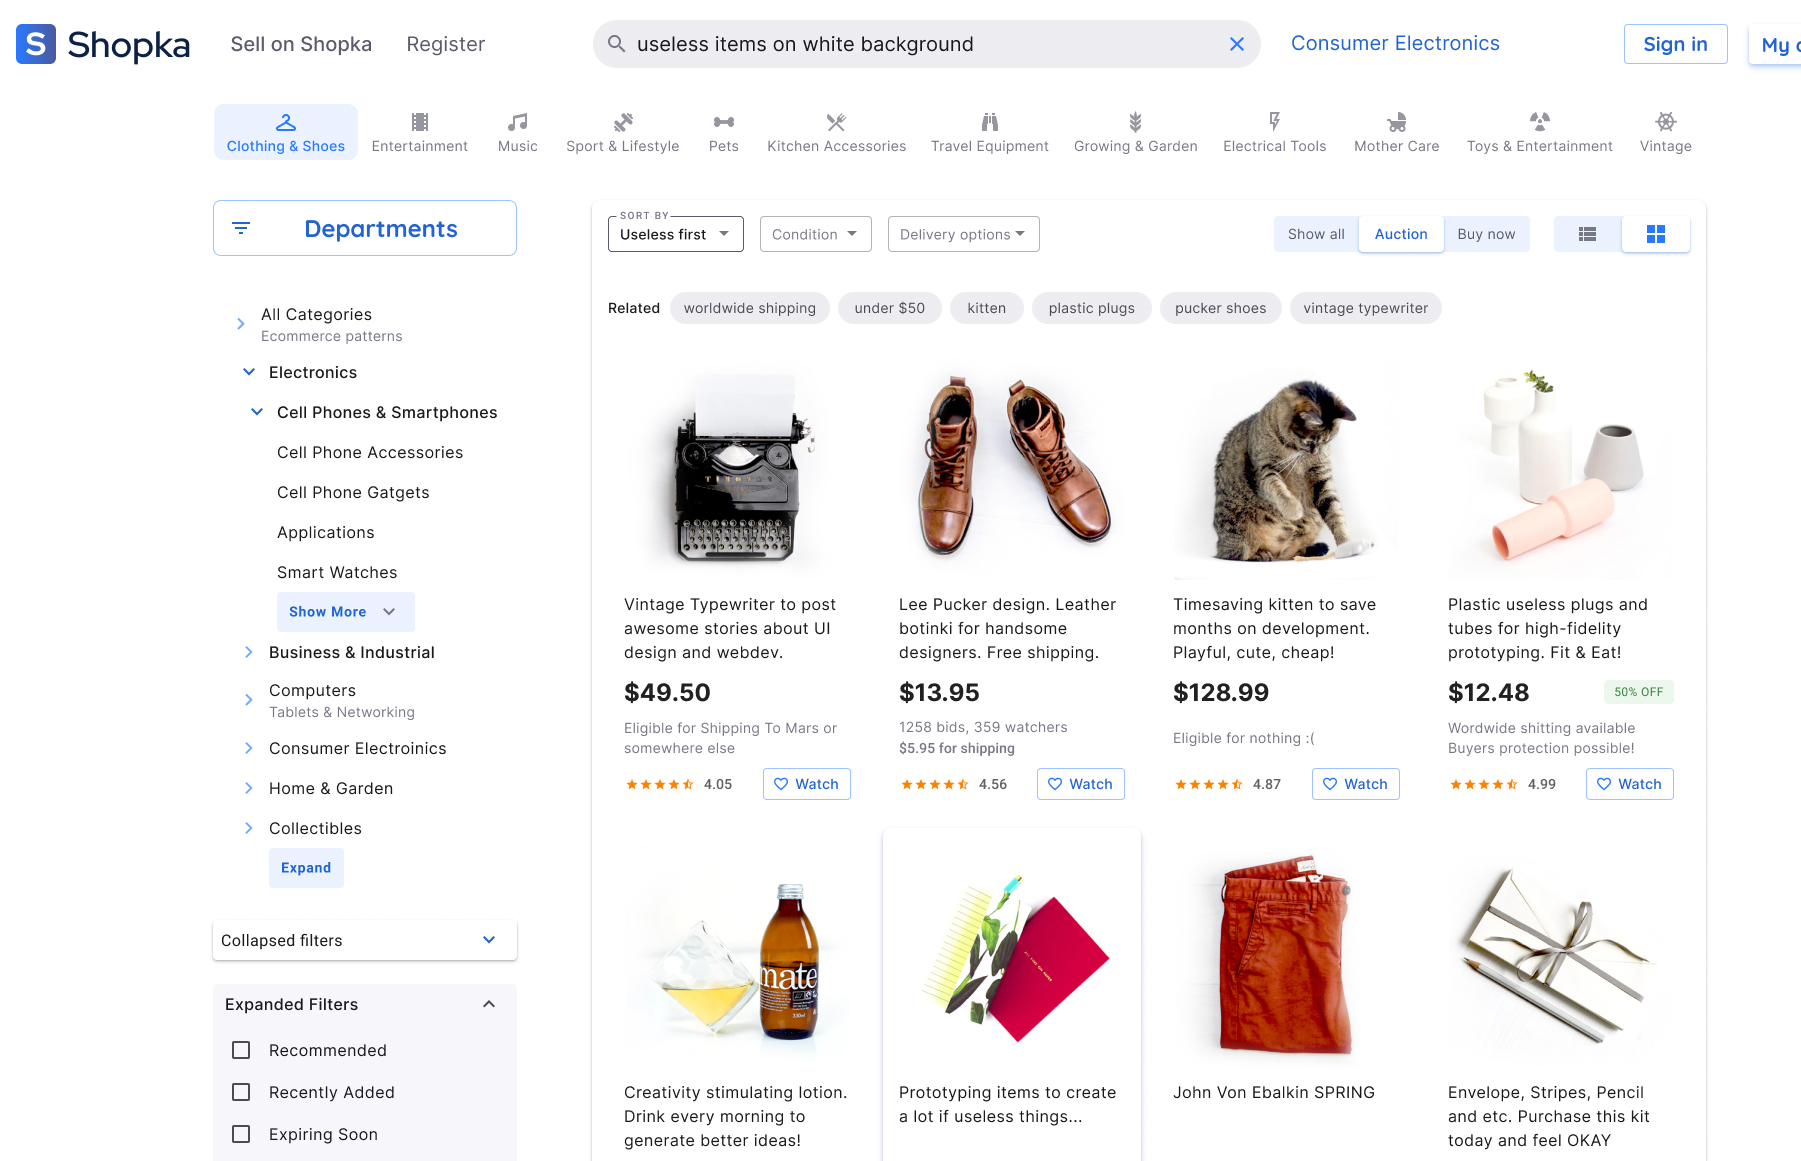 S Shopka
Sell on Shopka
Register
useless items on white background
Consumer Electronics
Sign in
My
Clothing & Shoes
Entertainment
Music
Sport & Lifestyle
Pets
Kitchen Accessories
Travel Equipment
Growing & Garden
Electrical Tools
Mother Care
Toys & Entertainment
Vintage
Departments
All Categories
Ecommerce patterns
Electronics
Cell Phones & Smartphones
Cell Phone Accessories
Cell Phone Gatgets
Applications
Smart Watches
Show More
Business & Industrial
Computers
Tablets & Networking
Consumer Electroinics
Home & Garden
Collectibles
Expand
Collapsed filters
Expanded Filters
Recommended
Recently Added
Expiring Soon
SORT BY
Useless first
Condition
Delivery options
Show all
Auction
Buy now
Related
worldwide shipping
under $50
kitten
plastic plugs
pucker shoes
vintage typewriter
Vintage Typewriter to post
awesome stories about UI
design and webdev.
$49.50
Eligible for Shipping To Mars or
somewhere else
4.05
Watch
Lee Pucker design. Leather
botinki for handsome
designers. Free shipping.
$13.95
1258 bids, 359 watchers
$5.95 for shipping
4.56
Watch
Timesaving kitten to save
months on development.
Playful, cute, cheap!
$128.99
Eligible for nothing :(
4.87
Watch
Plastic useless plugs and
tubes for high-fidelity
prototyping. Fit & Eat!
$12.48
50% OFF
Wordwide shitting available
Buyers protection possible!
4.99
Watch
mate
330ml
Creativity stimulating lotion.
Drink every morning to
generate better ideas!
Prototyping items to create
a lot if useless things...
John Von Ebalkin SPRING
Envelope, Stripes, Pencil
and etc. Purchase this kit
today and feel OKAY